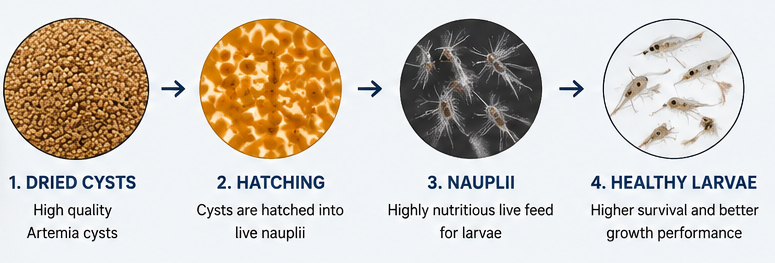 1. DRIED CYSTS
High quality
Artemia cysts
2. HATCHING
Cysts are hatched into
live nauplii
3. NAUPLII
Highly nutritious live feed
for larvae
4. HEALTHY LARVAE
Higher survival and better
growth performance